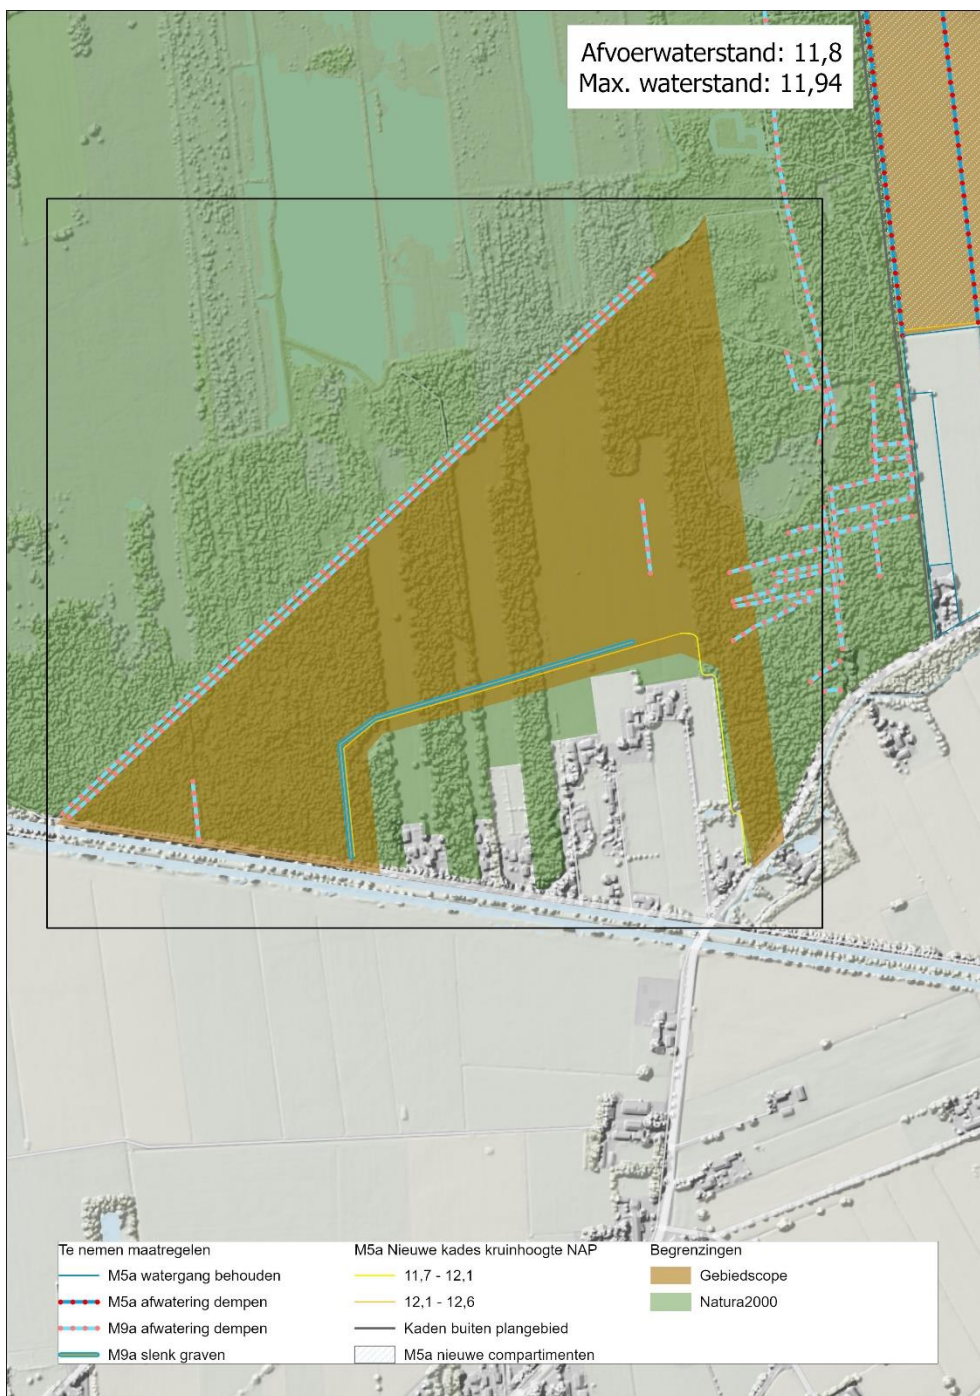 Afvoerwaterstand: 11,8
Max. waterstand: 11,94
Te nemen maatregelen
M5a watergang behouden
M5a afwatering dempen
M9a afwatering dempen
M9a slenk graven
M5a Nieuwe kades kruinhoogte NAP
11,7 - 12,1
12,1 - 12,6
Kaden buiten plangebied
M5a nieuwe compartimenten
Begrenzingen
Gebiedscope
Natura2000